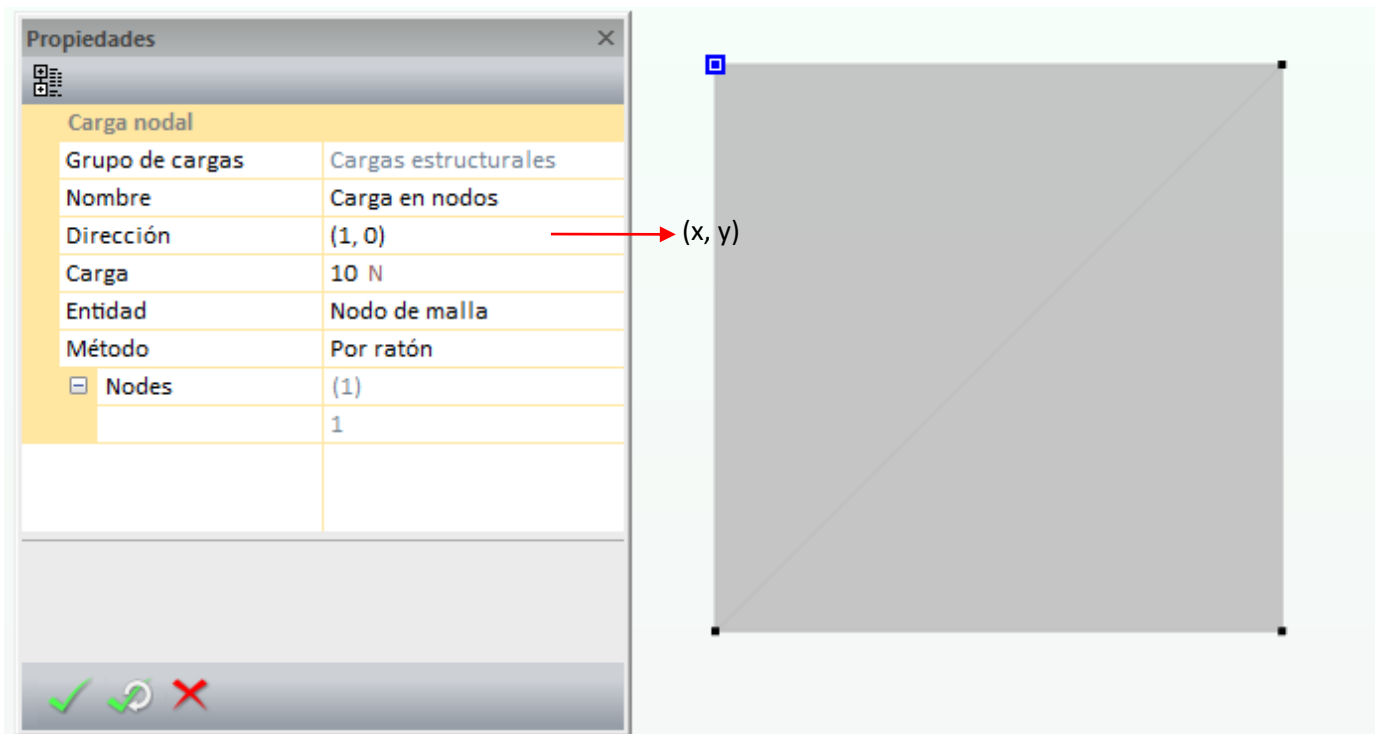 Propiedades
Carga nodal
Grupo de cargas Cargas estructurales
Nombre Carga en nodos
Dirección (1, 0) (x, y)
Carga 10 N
Entidad Nodo de malla
Método Por ratón
Nodes (1)
1